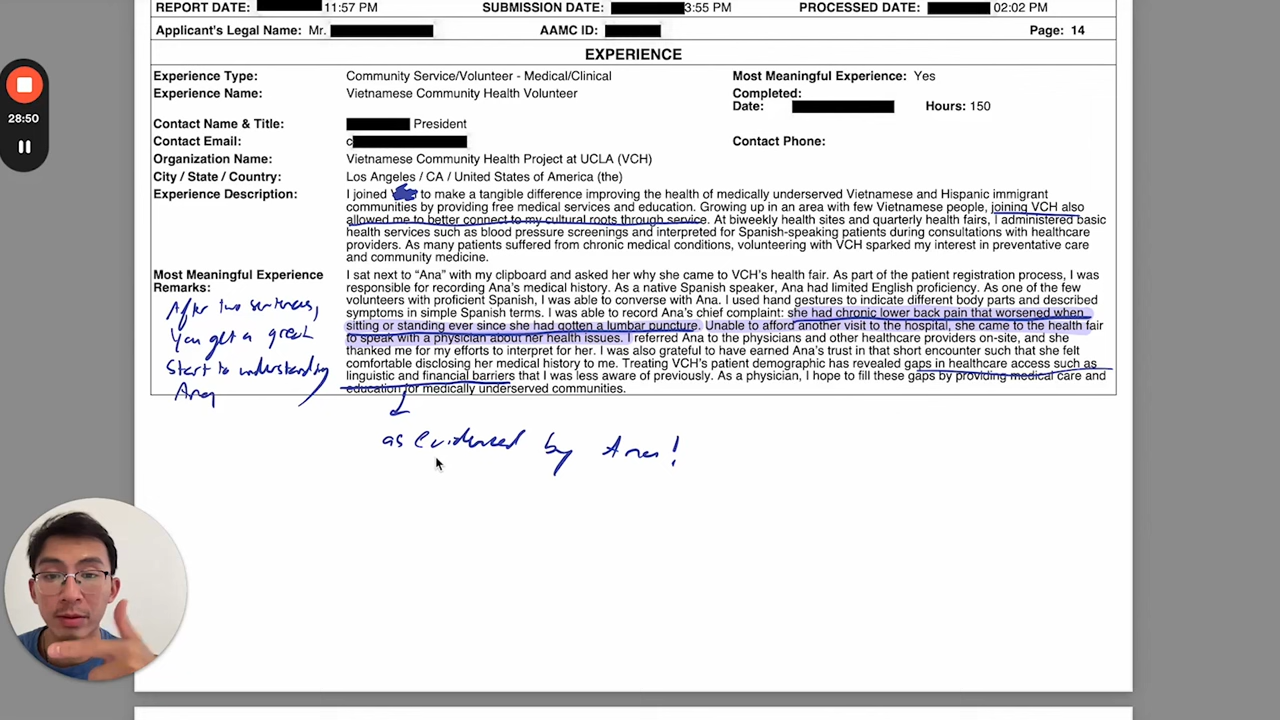 REPORT DATE: 11:57 PM SUBMISSION DATE: 3:55 PM PROCESSED DATE: 02:02 PM
Applicant's Legal Name: Mr. AAMC ID: Page: 14
EXPERIENCE
Experience Type: Community Service/Volunteer - Medical/Clinical Most Meaningful Experience: Yes
Experience Name: Vietnamese Community Health Volunteer Completed:
Date: Hours: 150
Contact Name & Title: President
Contact Email: c Contact Phone:
Organization Name: Vietnamese Community Health Project at UCLA (VCH)
City / State / Country: Los Angeles / CA / United States of America (the)
Experience Description: I joined to make a tangible difference improving the health of medically underserved Vietnamese and Hispanic immigrant
communities by providing free medical services and education. Growing up in an area with few Vietnamese people, joining VCH also
allowed me to better connect to my cultural roots through service. At biweekly health sites and quarterly health fairs, I administered basic
health services such as blood pressure screenings and interpreted for Spanish-speaking patients during consultations with healthcare
providers. As many patients suffered from chronic medical conditions, volunteering with VCH sparked my interest in preventative care
and community medicine.
Most Meaningful Experience I sat next to “Ana” with my clipboard and asked her why she came to VCH's health fair. As part of the patient registration process, I was
Remarks: responsible for recording Ana's medical history. As a native Spanish speaker, Ana had limited English proficiency. As one of the few
volunteers with proficient Spanish, I was able to converse with Ana. I used hand gestures to indicate different body parts and described
symptoms in simple Spanish terms. I was able to record Ana's chief complaint: she had chronic lower back pain that worsened when
sitting or standing ever since she had gotten a lumbar puncture. Unable to afford another visit to the hospital, she came to the health fair
to speak with a physician about her health issues. I referred Ana to the physicians and other healthcare providers on-site, and she
thanked me for my efforts to interpret for her. I was also grateful to have earned Ana's trust in that short encounter such that she felt
comfortable disclosing her medical history to me. Treating VCH's patient demographic has revealed gaps in healthcare access such as
linguistic and financial barriers that I was less aware of previously. As a physician, I hope to fill these gaps by providing medical care and
education for medically underserved communities.
After two sentences,
You get a great
Start to understanding
Ana
as evidenced by Ana!
28:50